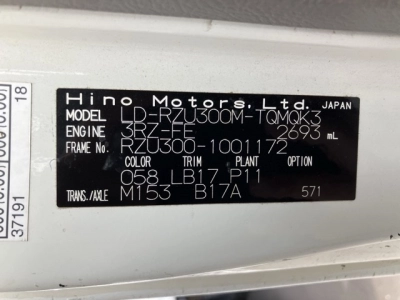 Hino Motors, Ltd. JAPAN
MODEL LD-RZU300M-TQMQK3
ENGINE 3RZ-FE 2693 mL
FRAME No. RZU300-1001172
COLOR TRIM PLANT OPTION
058 LB17 P11
TRANS./AXLE M153 B17A 571
37191
18